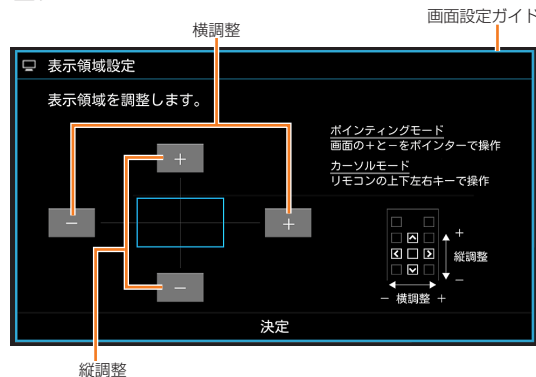 画面設定ガイド
横調整
表示領域設定
表示領域を調整します。
ポインティングモード
画面の+と-をポインターで操作
カーソルモード
リモコンの上下左右キーで操作
+
-
+
-
+
縦調整
-
- 横調整 +
決定
縦調整